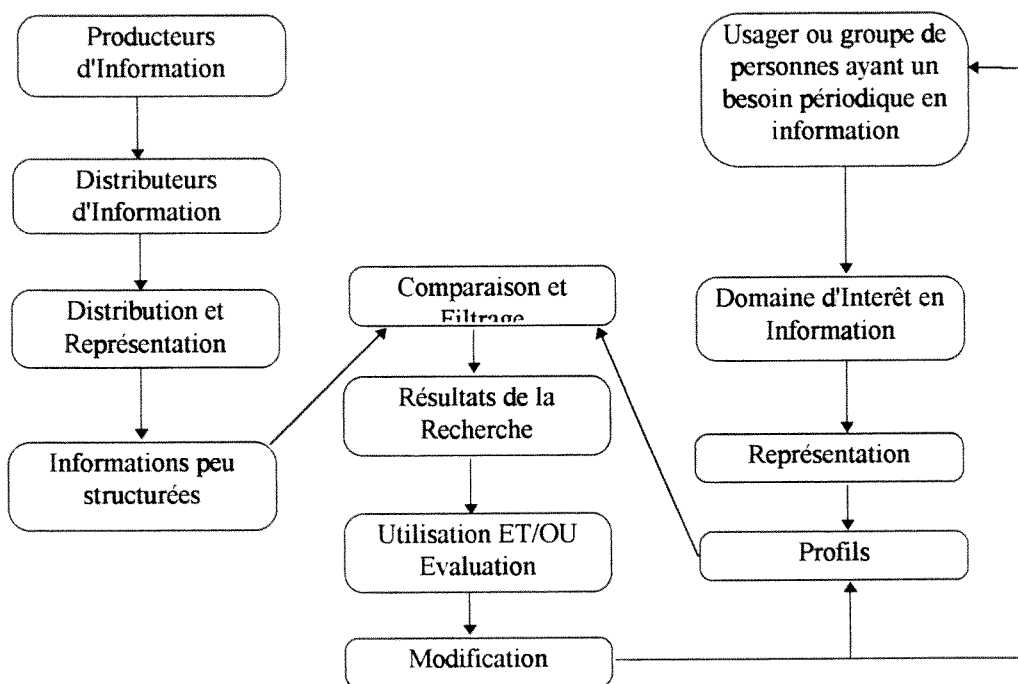 Producteurs
d'Information
Distributeurs
d'Information
Distribution et
Représentation
Informations peu
structurées
Comparaison et
Filtrage
Résultats de la
Recherche
Utilisation ET/OU
Evaluation
Modification
Usager ou groupe de
personnes ayant un
besoin périodique en
information
Domaine d'Interêt en
Information
Représentation
Profils